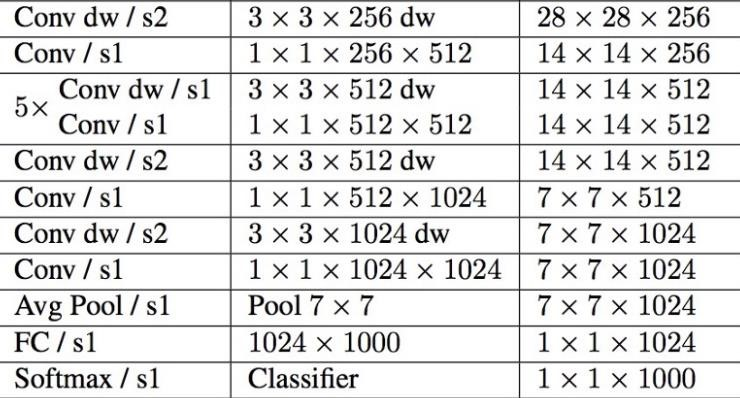 Conv dw / s2 3 × 3 × 256 dw 28 × 28 × 256
Conv / s1 1 × 1 × 256 × 512 14 × 14 × 256
5× Conv dw / s1 3 × 3 × 512 dw 14 × 14 × 512
Conv / s1 1 × 1 × 512 × 512 14 × 14 × 512
Conv dw / s2 3 × 3 × 512 dw 14 × 14 × 512
Conv / s1 1 × 1 × 512 × 1024 7 × 7 × 512
Conv dw / s2 3 × 3 × 1024 dw 7 × 7 × 1024
Conv / s1 1 × 1 × 1024 × 1024 7 × 7 × 1024
Avg Pool / s1 Pool 7 × 7 7 × 7 × 1024
FC / s1 1024 × 1000 1 × 1 × 1024
Softmax / s1 Classifier 1 × 1 × 1000